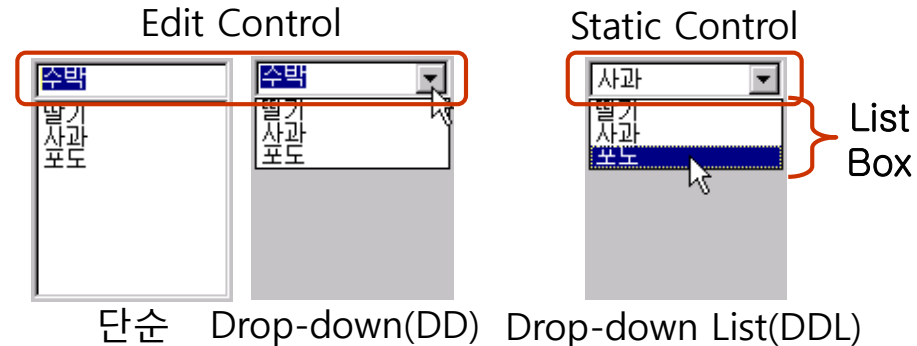 Edit Control
Static Control
수박
딸기
사과
포도
수박
딸기
사과
포도
사과
딸기
사과
포도
List
Box
단순
Drop-down(DD)
Drop-down List(DDL)